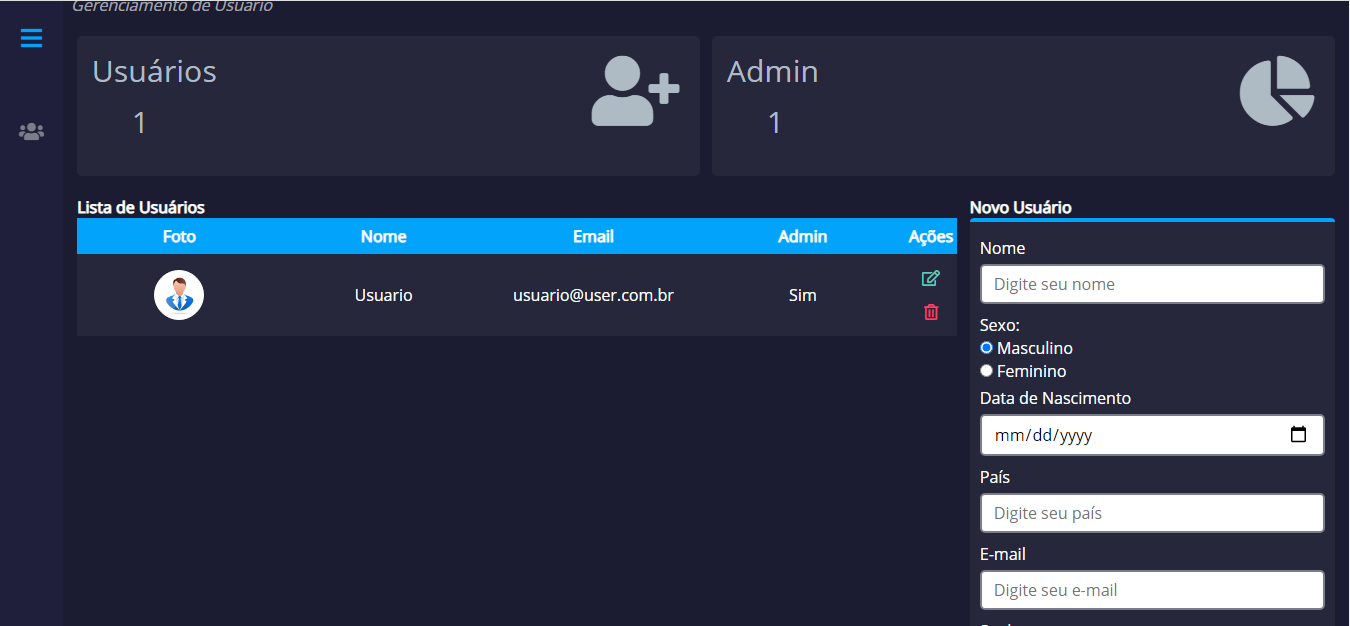 Gerenciamento de Usuário
Usuários
1
Admin
1
Lista de Usuários
Foto Nome Email Admin Ações
Usuario usuario@user.com.br Sim
Novo Usuário
Nome
Digite seu nome
Sexo:
Masculino
Feminino
Data de Nascimento
mm/dd/yyyy
País
Digite seu país
E-mail
Digite seu e-mail